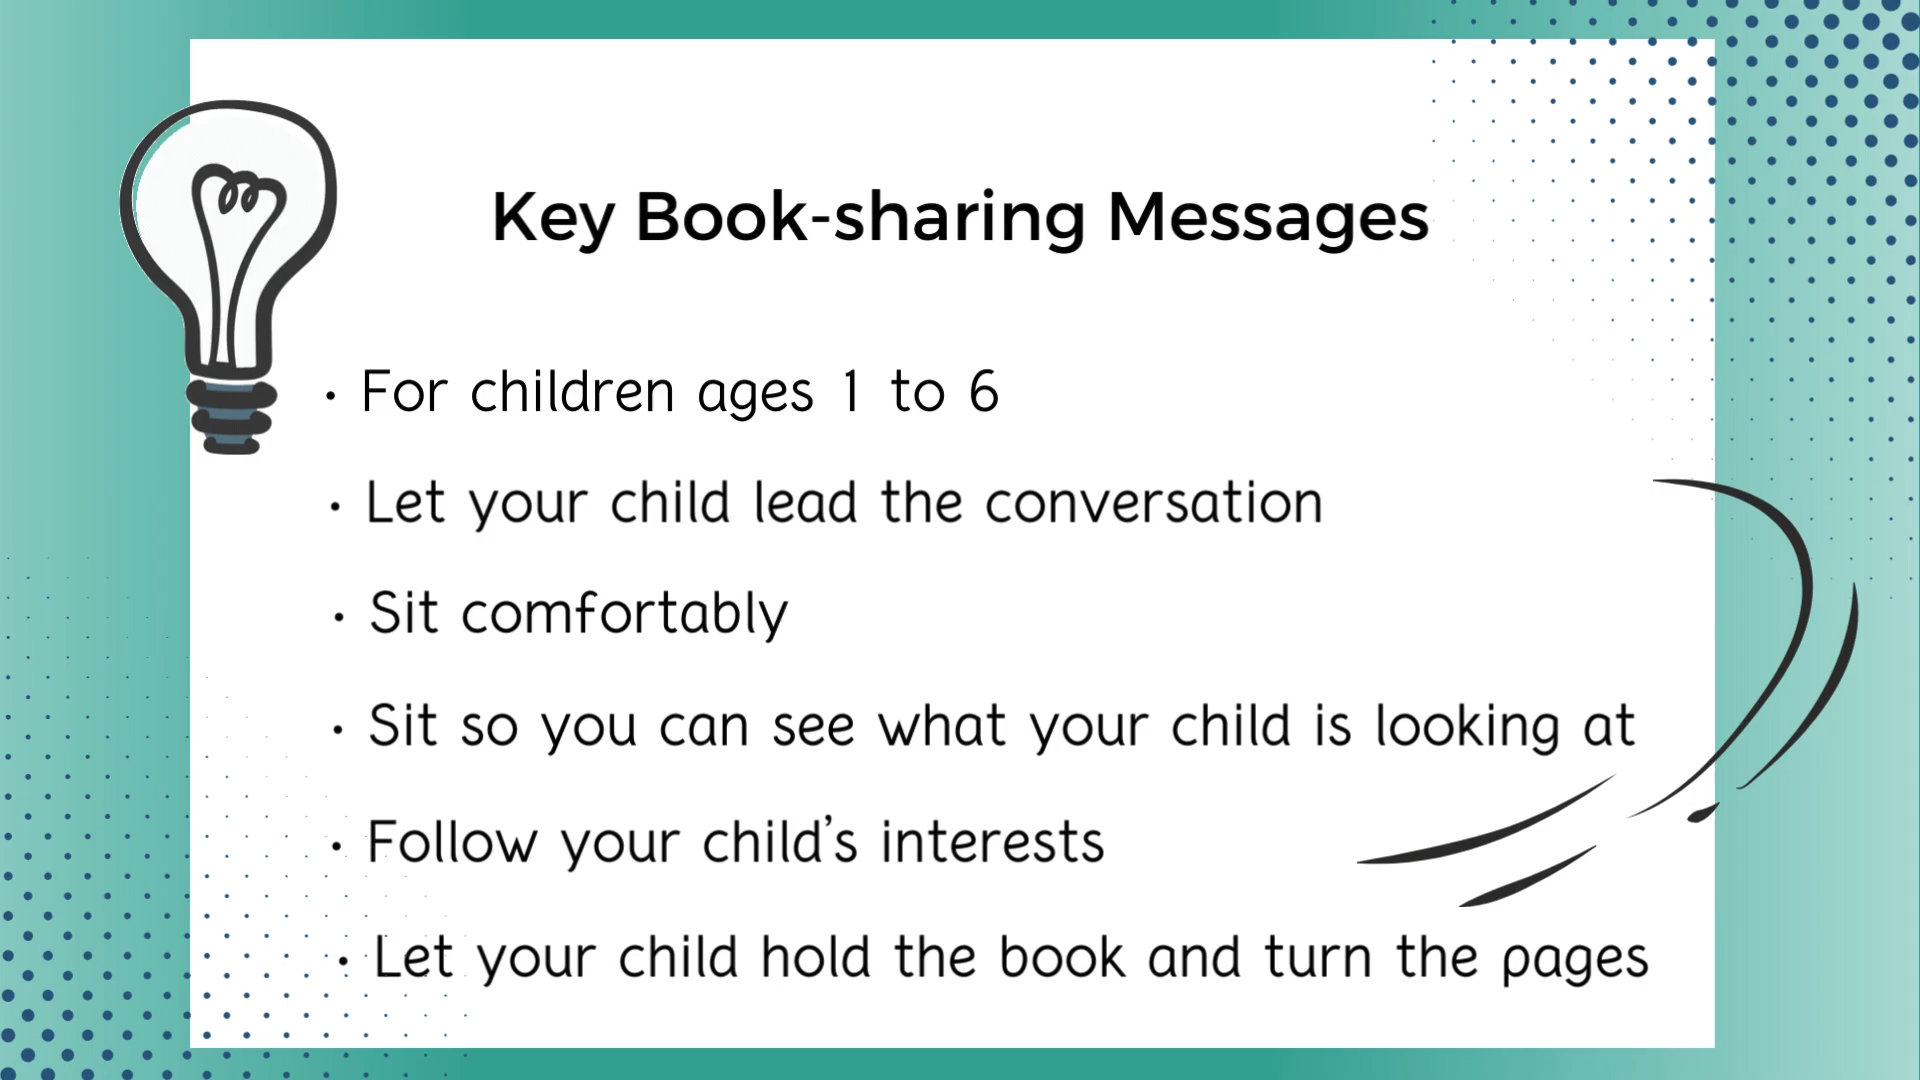 Key Book-sharing Messages
• For children ages 1 to 6
• Let your child lead the conversation
• Sit comfortably
• Sit so you can see what your child is looking at
• Follow your child's interests
• Let your child hold the book and turn the pages